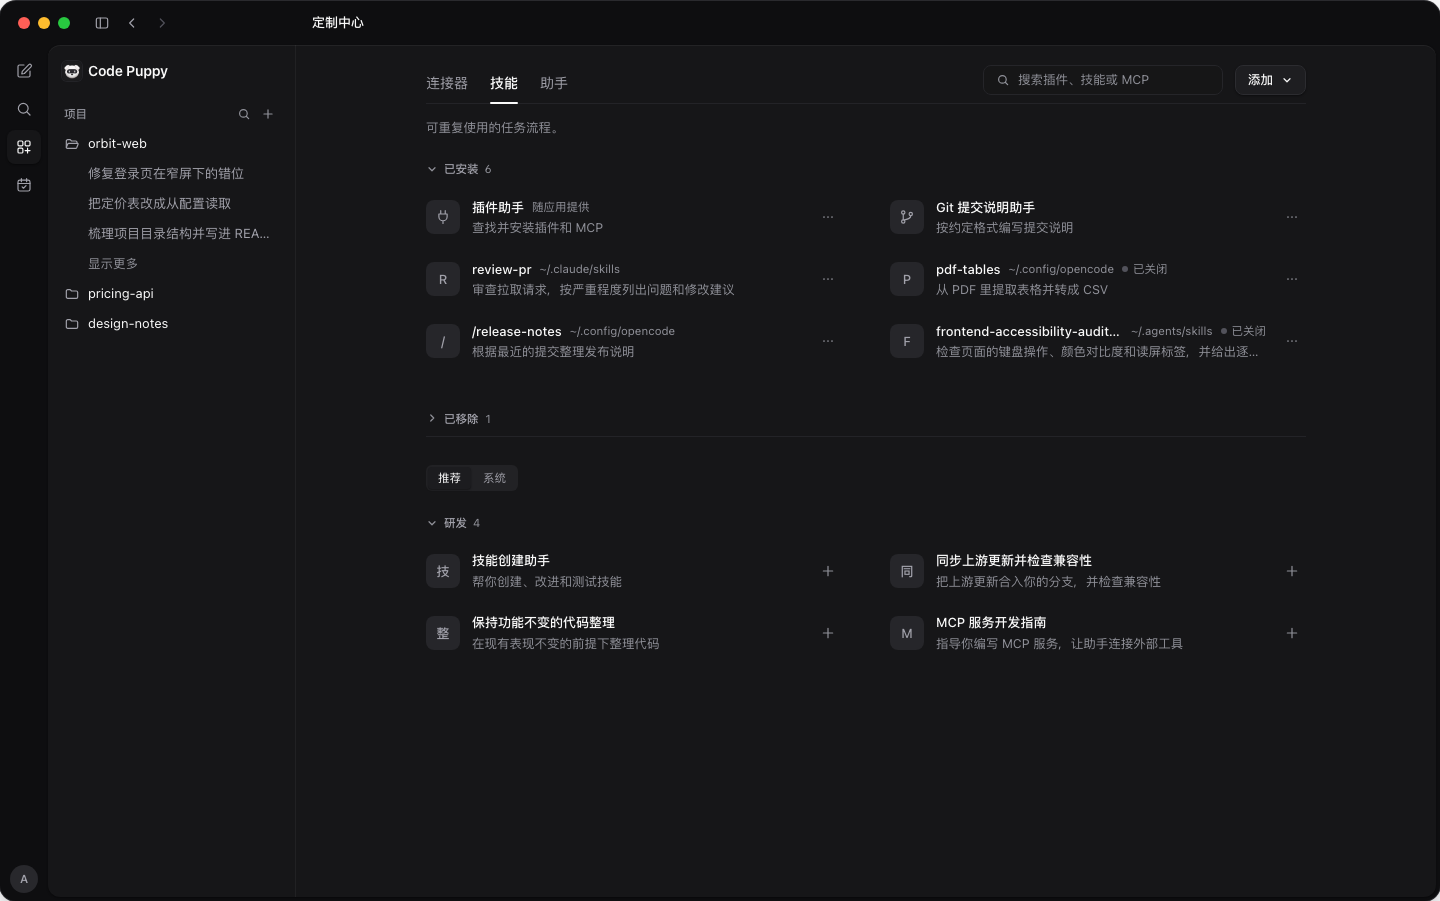 定制中心
Code Puppy
项目
orbit-web
修复登录页在窄屏下的错位
把定价表改成从配置读取
梳理项目目录结构并写进 REA...
显示更多
pricing-api
design-notes
A
连接器 技能 助手
搜索插件、技能或 MCP
添加
可重复使用的任务流程。
已安装 6
插件助手 随应用提供
查找并安装插件和 MCP
Git 提交说明助手
按约定格式编写提交说明
R
review-pr ~/.claude/skills
审查拉取请求，按严重程度列出问题和修改建议
P
pdf-tables ~/.config/opencode 已关闭
从 PDF 里提取表格并转成 CSV
/
/release-notes ~/.config/opencode
根据最近的提交整理发布说明
F
frontend-accessibility-audit... ~/.agents/skills 已关闭
检查页面的键盘操作、颜色对比度和读屏标签，并给出逐...
已移除 1
推荐 系统
研发 4
技
技能创建助手
帮你创建、改进和测试技能
同
同步上游更新并检查兼容性
把上游更新合入你的分支，并检查兼容性
整
保持功能不变的代码整理
在现有表现不变的前提下整理代码
M
MCP 服务开发指南
指导你编写 MCP 服务，让助手连接外部工具